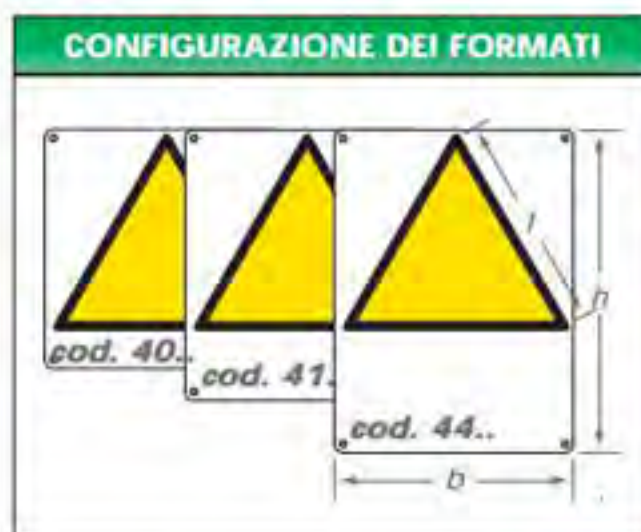 CONFIGURAZIONE DEI FORMATI
cod. 40..
cod. 41.
cod. 44..
l
h
b